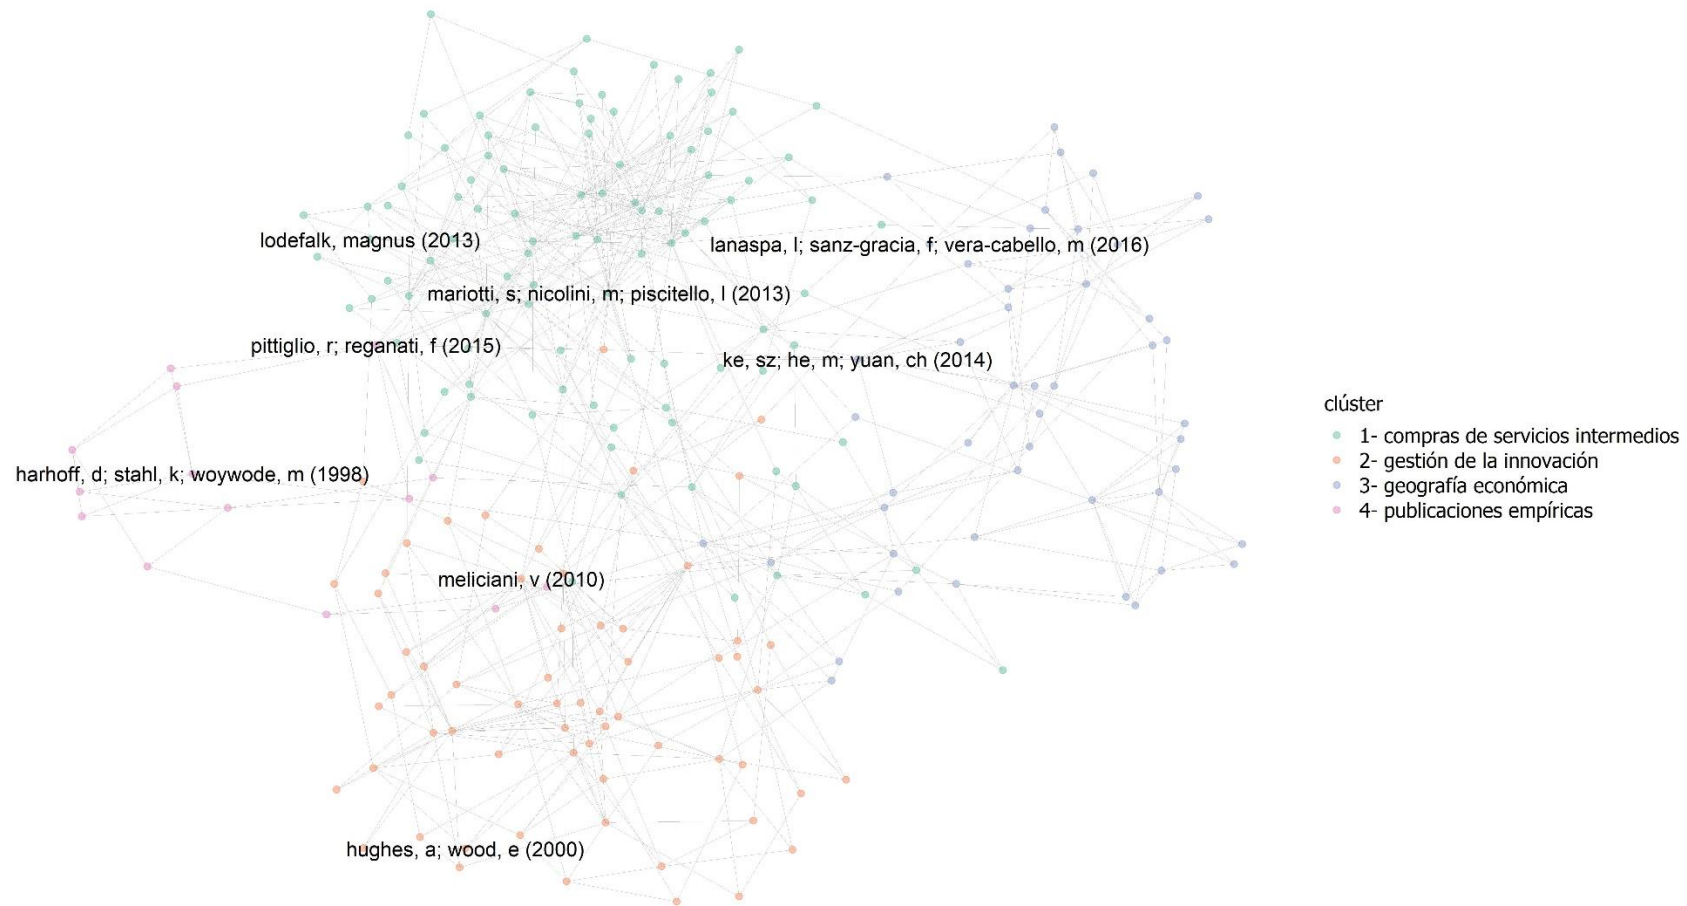 lodefalk, magnus (2013)
lanaspa, l; sanz-gracia, f; vera-cabello, m (2016)
mariotti, s; nicolini, m; piscitello, l (2013)
pittiglio, r; reganati, f (2015)
ke, sz; he, m; yuan, ch (2014)
harhoff, d; stahl, k; woywode, m (1998)
meliciani, v (2010)
hughes, a; wood, e (2000)
clúster
1- compras de servicios intermedios
2- gestión de la innovación
3- geografía económica
4- publicaciones empíricas